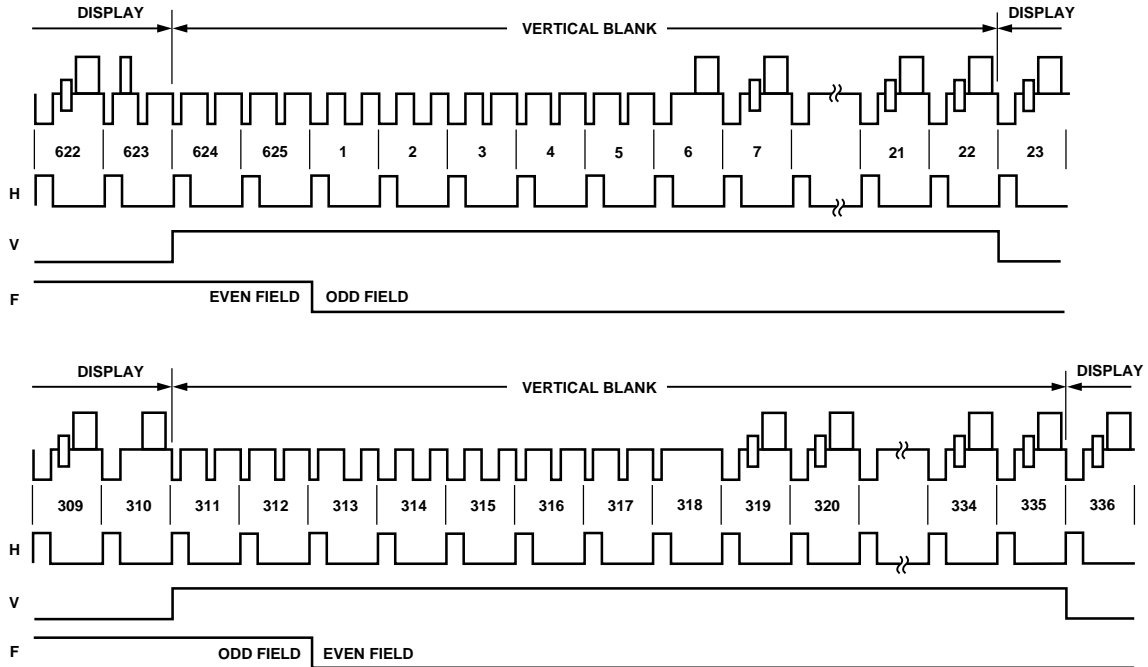 DISPLAY VERTICAL BLANK DISPLAY
622 623 624 625 1 2 3 4 5 6 7 21 22 23
H
V
F EVEN FIELD ODD FIELD
DISPLAY VERTICAL BLANK DISPLAY
309 310 311 312 313 314 315 316 317 318 319 320 334 335 336
H
V
F ODD FIELD EVEN FIELD